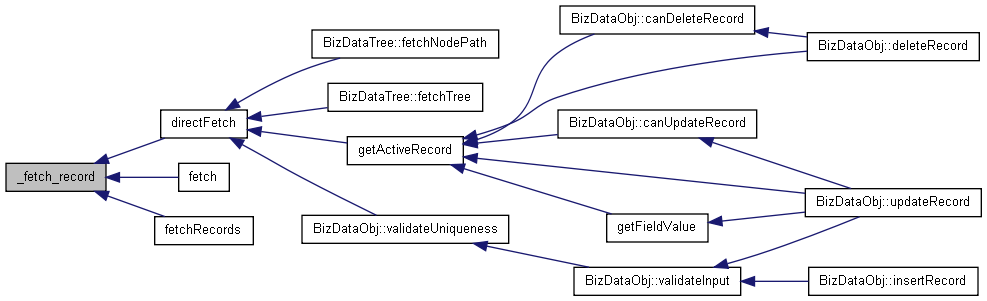 _fetch_record
directFetch
fetch
fetchRecords
BizDataTree::fetchNodePath
BizDataTree::fetchTree
getActiveRecord
BizDataObj::validateUniqueness
BizDataObj::canDeleteRecord
BizDataObj::canUpdateRecord
getFieldValue
BizDataObj::validateInput
BizDataObj::deleteRecord
BizDataObj::updateRecord
BizDataObj::insertRecord